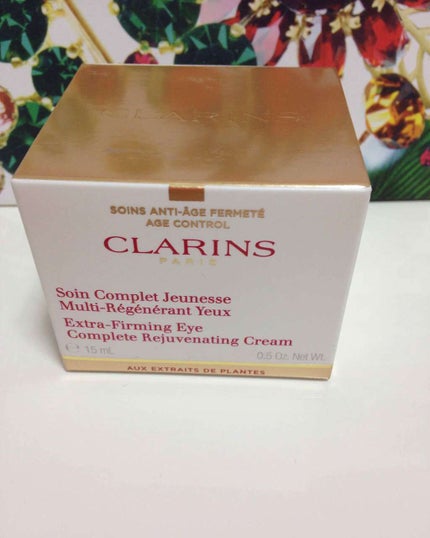 CLARINS
SOINS ANTI-ÂGE FERMETÉ
AGE CONTROL
CLARINS
PARIS
Soin Complet Jeunesse
Multi-Régénérant Yeux
Extra-Firming Eye
Complete Rejuvenating Cream
15 mL 0.5 Oz. Net Wt.
AUX EXTRAITS DE PLANTES